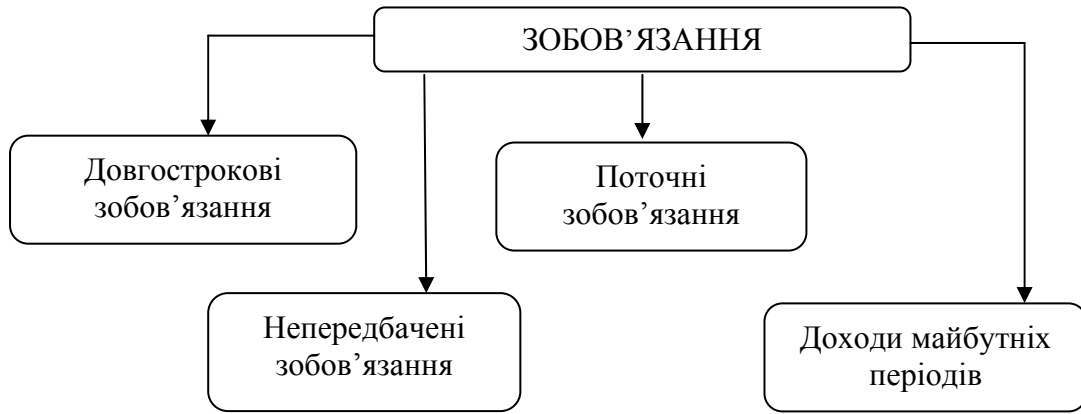 ЗОБОВ’ЯЗАННЯ
Довгострокові
зобов’язання
Поточні
зобов’язання
Непередбачені
зобов’язання
Доходи майбутніх
періодів